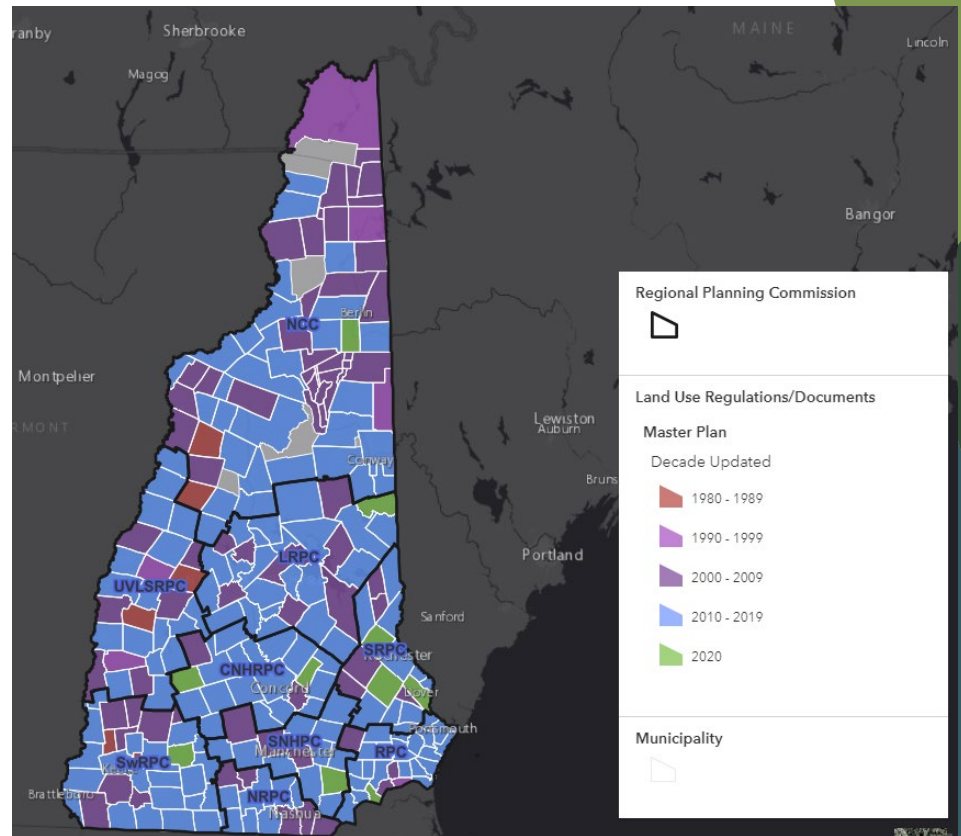 ranby
Sherbrooke
MAINE
Lincoln
Magog
Bangor
Berlin
NCC
Montpelier
RMONT
Lewiston
Auburn
Conway
Bruns
LRPC
Portland
UVLSRPC
Sanford
SRPC
Rochester
CNHRPC
Concord
Dover
Portsmouth
SNHPC
Manchester
RPC
SwRPC
Keene
Brattleboro
NRPC
Nashua
Regional Planning Commission
Land Use Regulations/Documents
Master Plan
Decade Updated
1980 - 1989
1990 - 1999
2000 - 2009
2010 - 2019
2020
Municipality